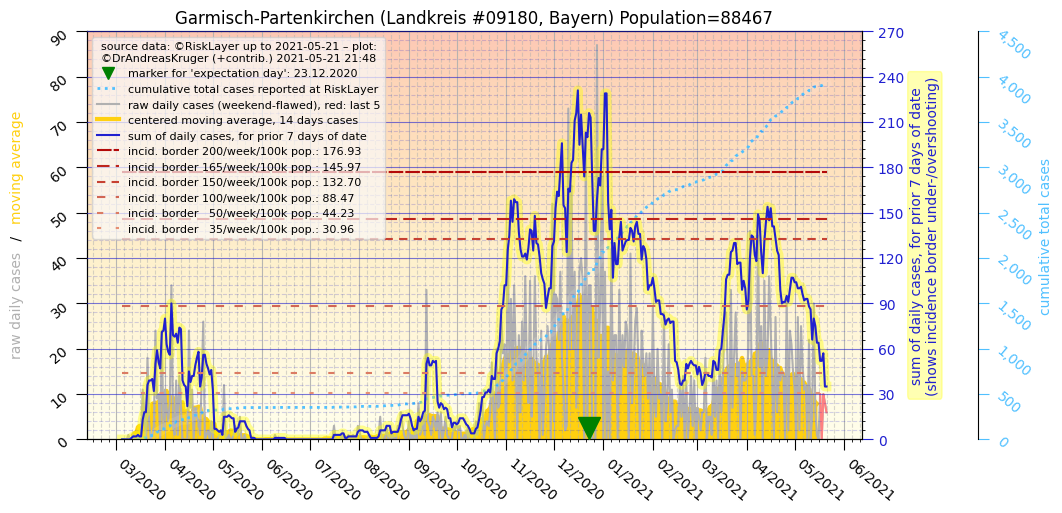 Garmisch-Partenkirchen (Landkreis #09180, Bayern) Population=88467
source data: ©RiskLayer up to 2021-05-21 – plot:
©DrAndreasKruger (+contrib.) 2021-05-21 21:48
marker for 'expectation day': 23.12.2020
cumulative total cases reported at RiskLayer
raw daily cases (weekend-flawed), red: last 5
centered moving average, 14 days cases
sum of daily cases, for prior 7 days of date
incid. border 200/week/100k pop.: 176.93
incid. border 165/week/100k pop.: 145.97
incid. border 150/week/100k pop.: 132.70
incid. border 100/week/100k pop.: 88.47
incid. border   50/week/100k pop.: 44.23
incid. border   35/week/100k pop.: 30.96
raw daily cases   /   moving average
90
80
70
60
50
40
30
20
10
0
03/2020
04/2020
05/2020
06/2020
07/2020
08/2020
09/2020
10/2020
11/2020
12/2020
01/2021
02/2021
03/2021
04/2021
05/2021
06/2021
270
240
210
180
150
120
90
60
30
0
sum of daily cases, for prior 7 days of date
(shows incidence border under-/overshooting)
4,500
4,000
3,500
3,000
2,500
2,000
1,500
1,000
500
0
cumulative total cases